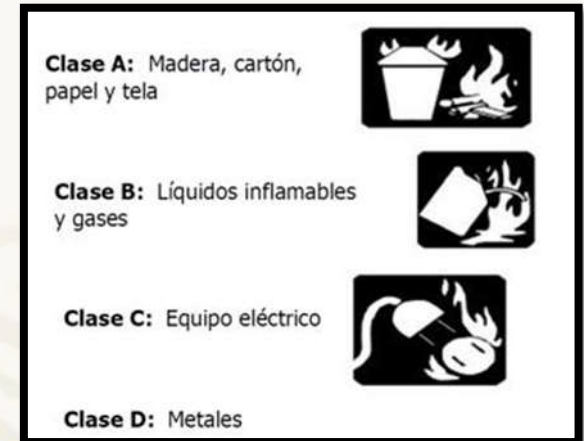 Clase A: Madera, cartón,
papel y tela
Clase B: Líquidos inflamables
y gases
Clase C: Equipo eléctrico
Clase D: Metales